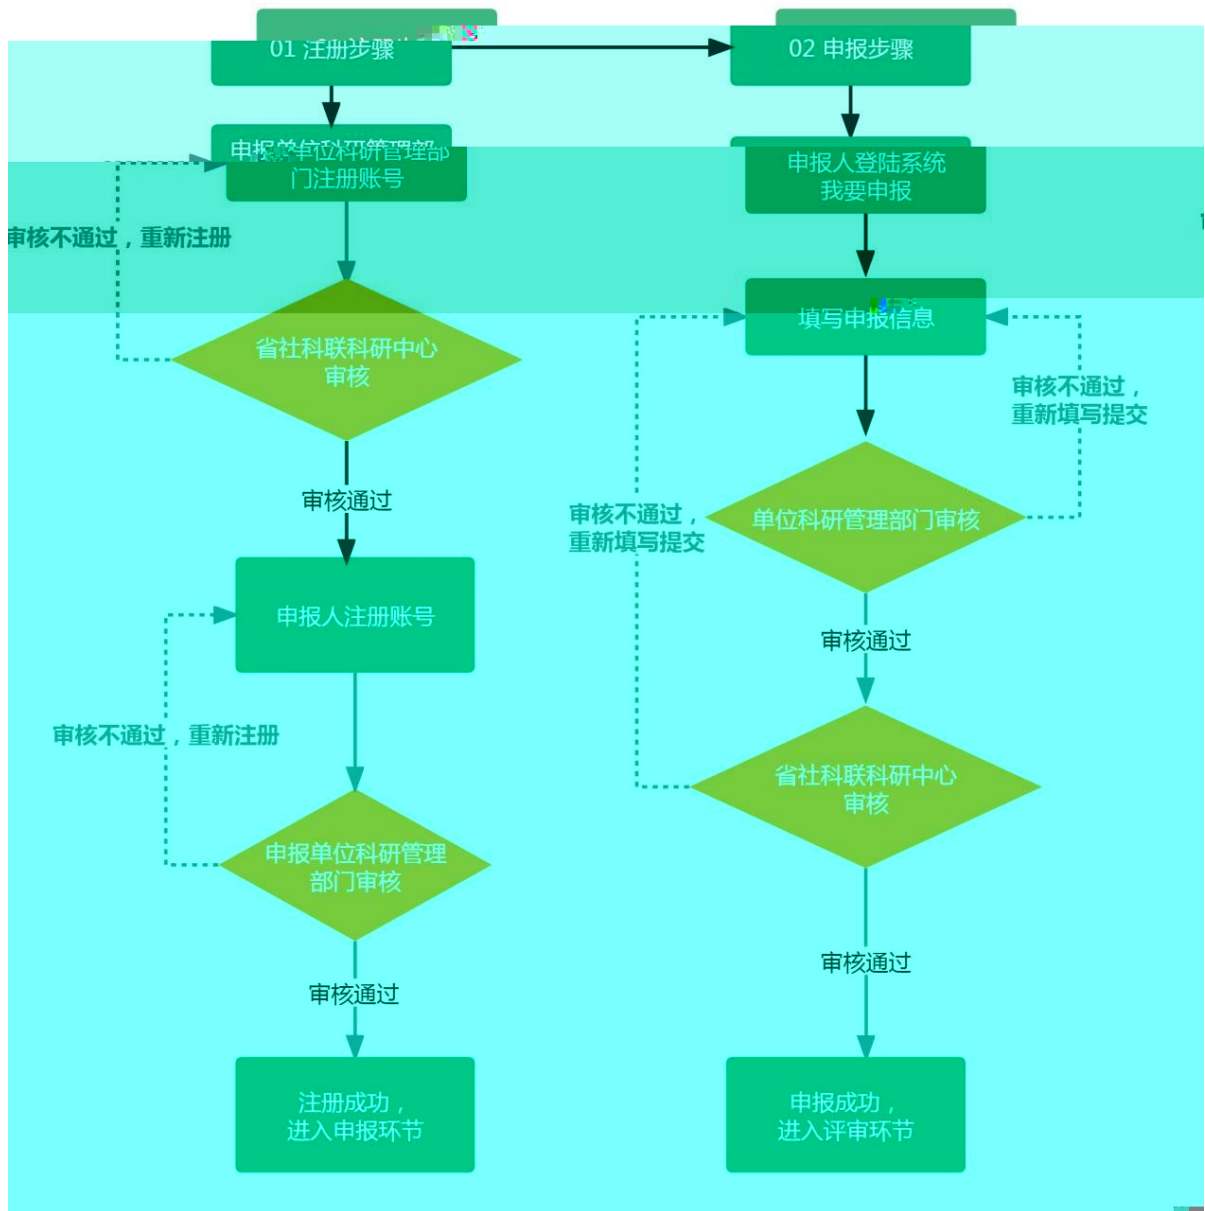 01 注册步骤
申报单位科研管理部
门注册账号
审核不通过，重新注册
省社科联科研中心
审核
审核通过
申报人注册账号
审核不通过，重新注册
申报单位科研管理
部门审核
审核通过
注册成功，
进入申报环节
02 申报步骤
申报人登陆系统
我要申报
填写申报信息
审核不通过，
重新填写提交
单位科研管理部门审核
审核不通过，
重新填写提交
审核通过
省社科联科研中心
审核
审核通过
申报成功，
进入评审环节